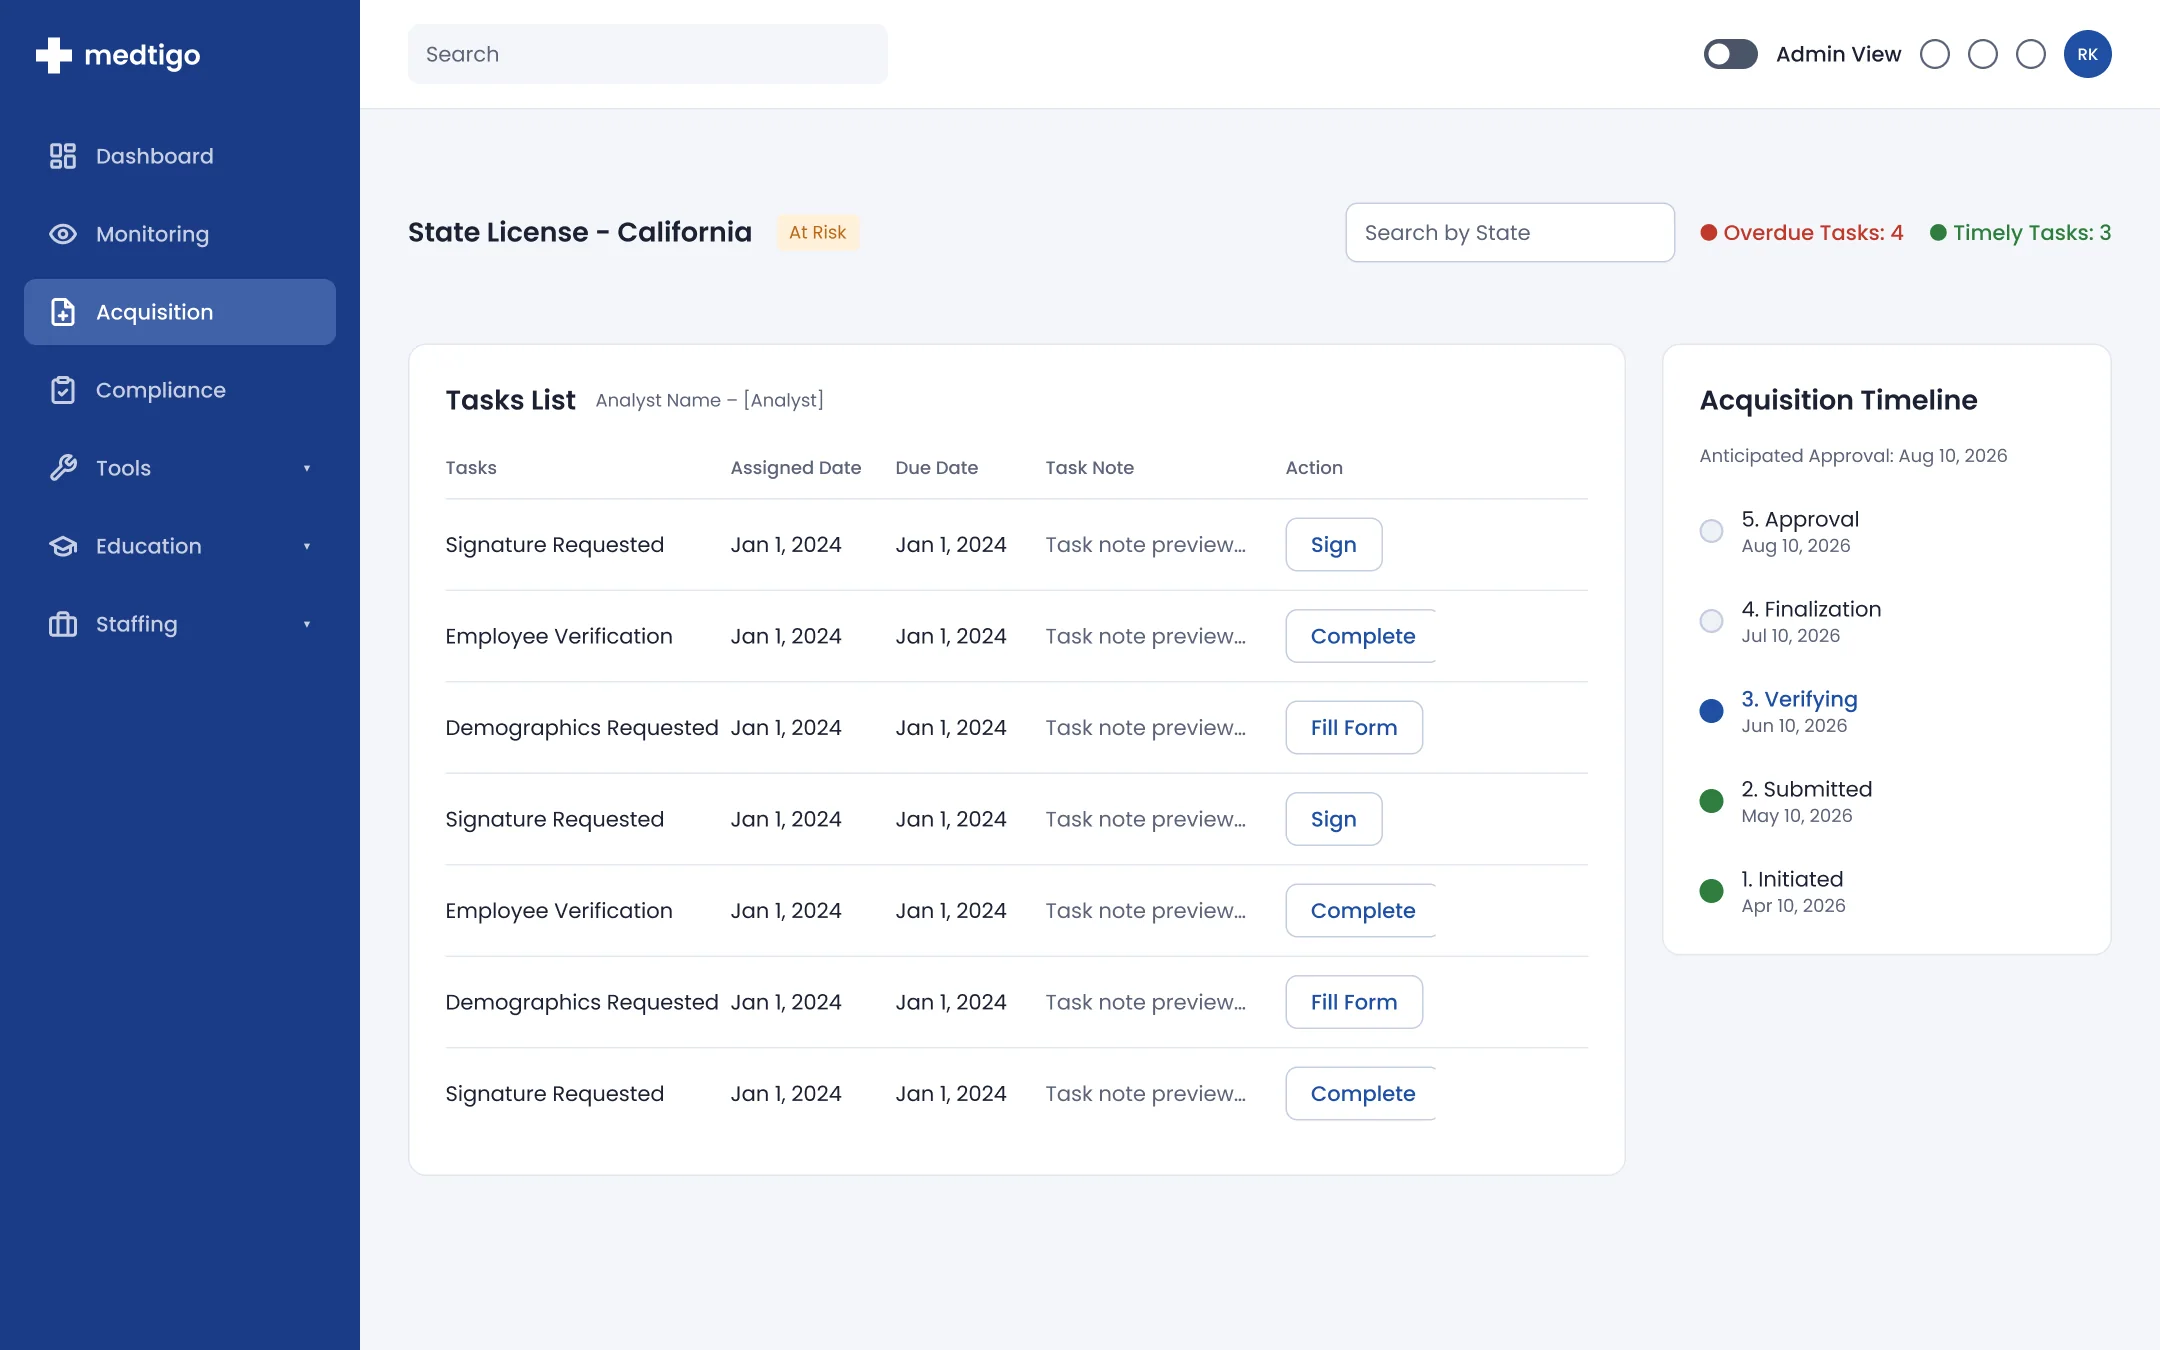 medtigo
Search
Admin View
RK
Dashboard
Monitoring
Acquisition
Compliance
Tools
Education
Staffing
State License - California
At Risk
Search by State
Overdue Tasks: 4
Timely Tasks: 3
Tasks List
Analyst Name – [Analyst]
Tasks Assigned Date Due Date Task Note Action
Signature Requested Jan 1, 2024 Jan 1, 2024 Task note preview... Sign
Employee Verification Jan 1, 2024 Jan 1, 2024 Task note preview... Complete
Demographics Requested Jan 1, 2024 Jan 1, 2024 Task note preview... Fill Form
Signature Requested Jan 1, 2024 Jan 1, 2024 Task note preview... Sign
Employee Verification Jan 1, 2024 Jan 1, 2024 Task note preview... Complete
Demographics Requested Jan 1, 2024 Jan 1, 2024 Task note preview... Fill Form
Signature Requested Jan 1, 2024 Jan 1, 2024 Task note preview... Complete
Acquisition Timeline
Anticipated Approval: Aug 10, 2026
5. Approval
Aug 10, 2026
4. Finalization
Jul 10, 2026
3. Verifying
Jun 10, 2026
2. Submitted
May 10, 2026
1. Initiated
Apr 10, 2026